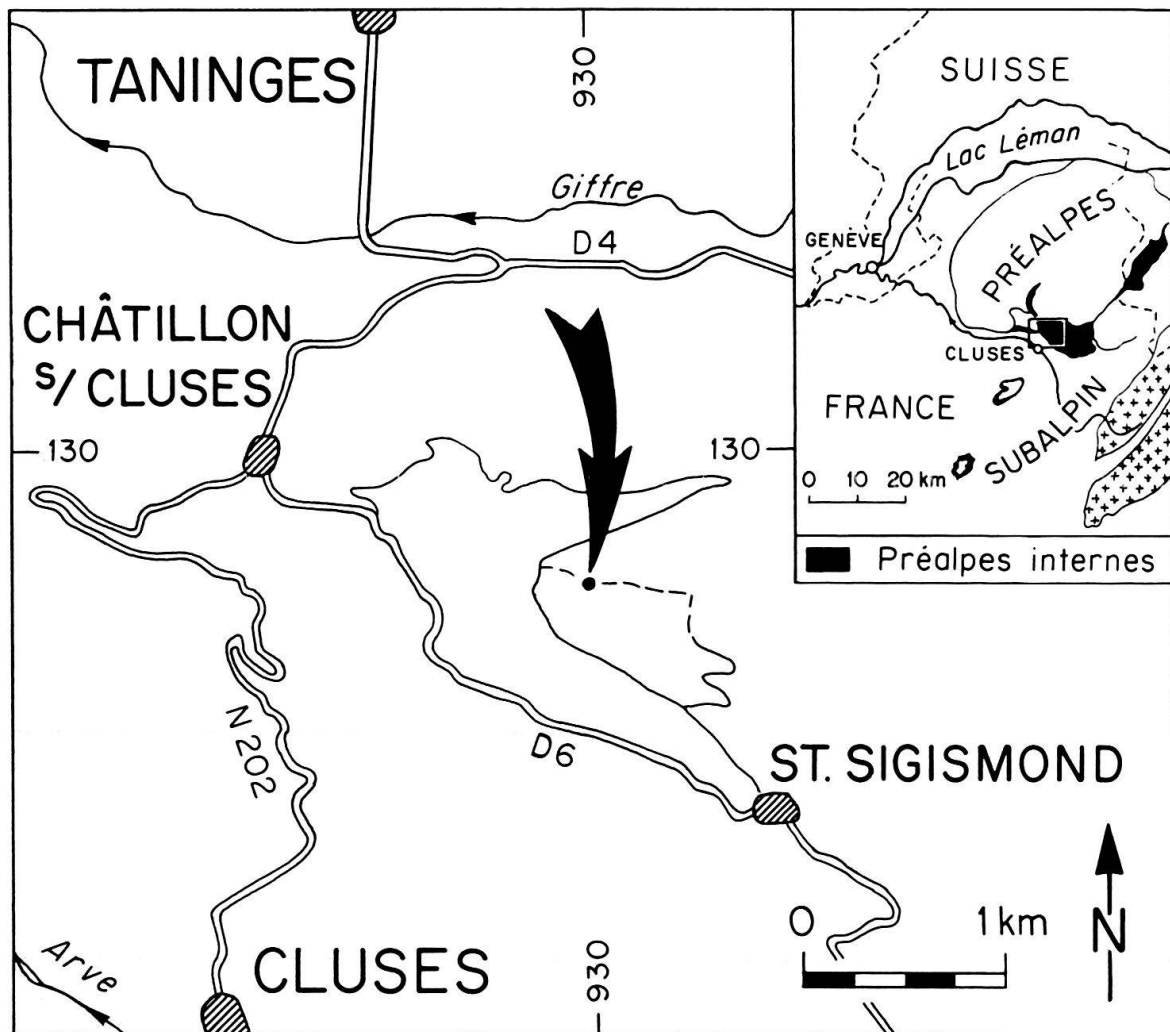 TANINGES
930
Giffre
D4
CHÂTILLON
s/ CLUSES
130
130
N 202
D6
ST. SIGISMOND
Arve
CLUSES
930
0 1 km
N
SUISSE
Lac Léman
GENÈVE
PRÉALPES
CLUSES
FRANCE
SUBALPIN
0 10 20 km
Préalpes internes